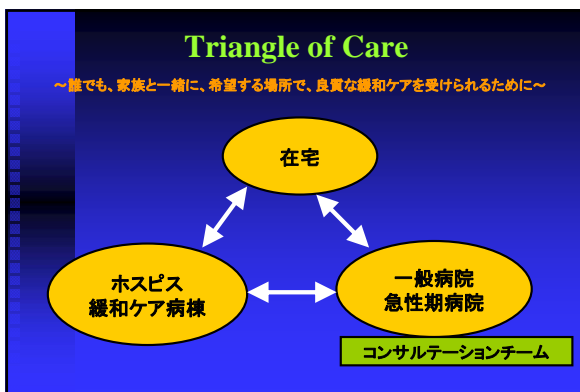 Triangle of Care
～誰でも、家族と一緒に、希望する場所で、良質な緩和ケアを受けられるために～
在宅
ホスピス
緩和ケア病棟
一般病院
急性期病院
コンサルテーションチーム